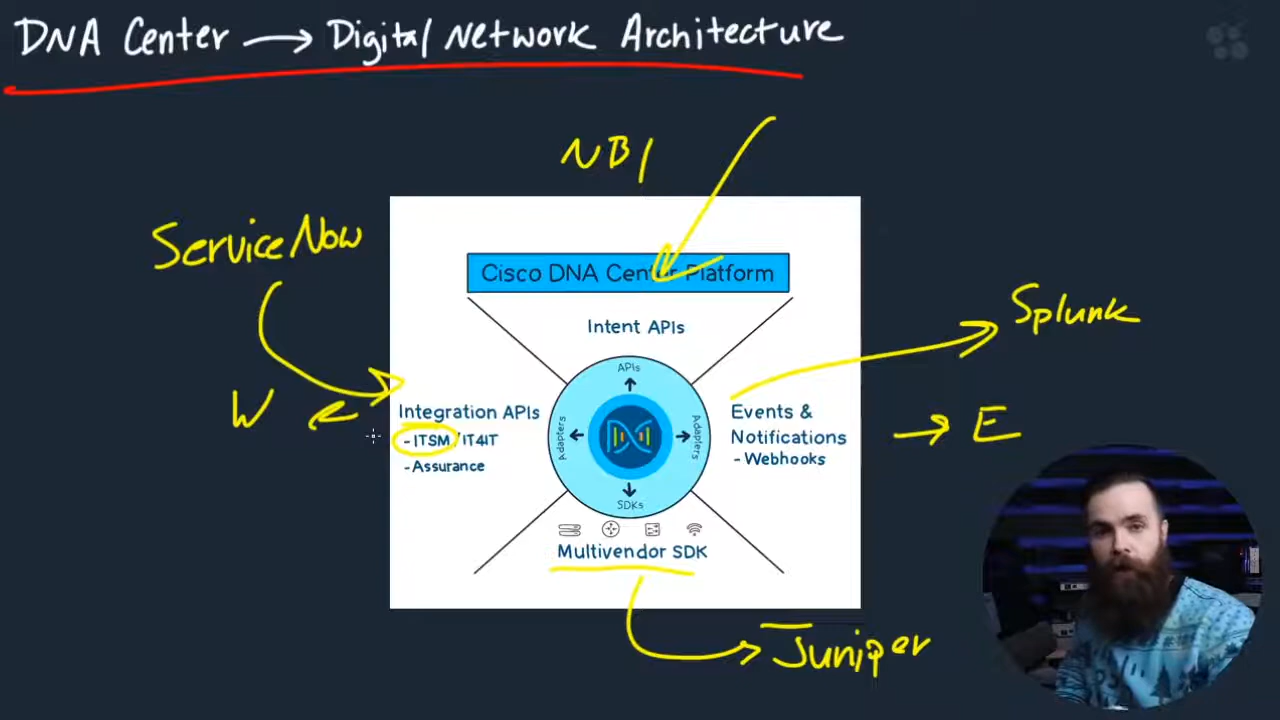 DNA Center → Digital Network Architecture
NBI
ServiceNow
Cisco DNA Center Platform
Intent APIs
Splunk
APIs
W
Integration APIs
- ITSM / IT4IT
- Assurance
Adapters
Adapters
Events &
Notifications
- Webhooks
→ E
SDKs
Multivendor SDK
Juniper